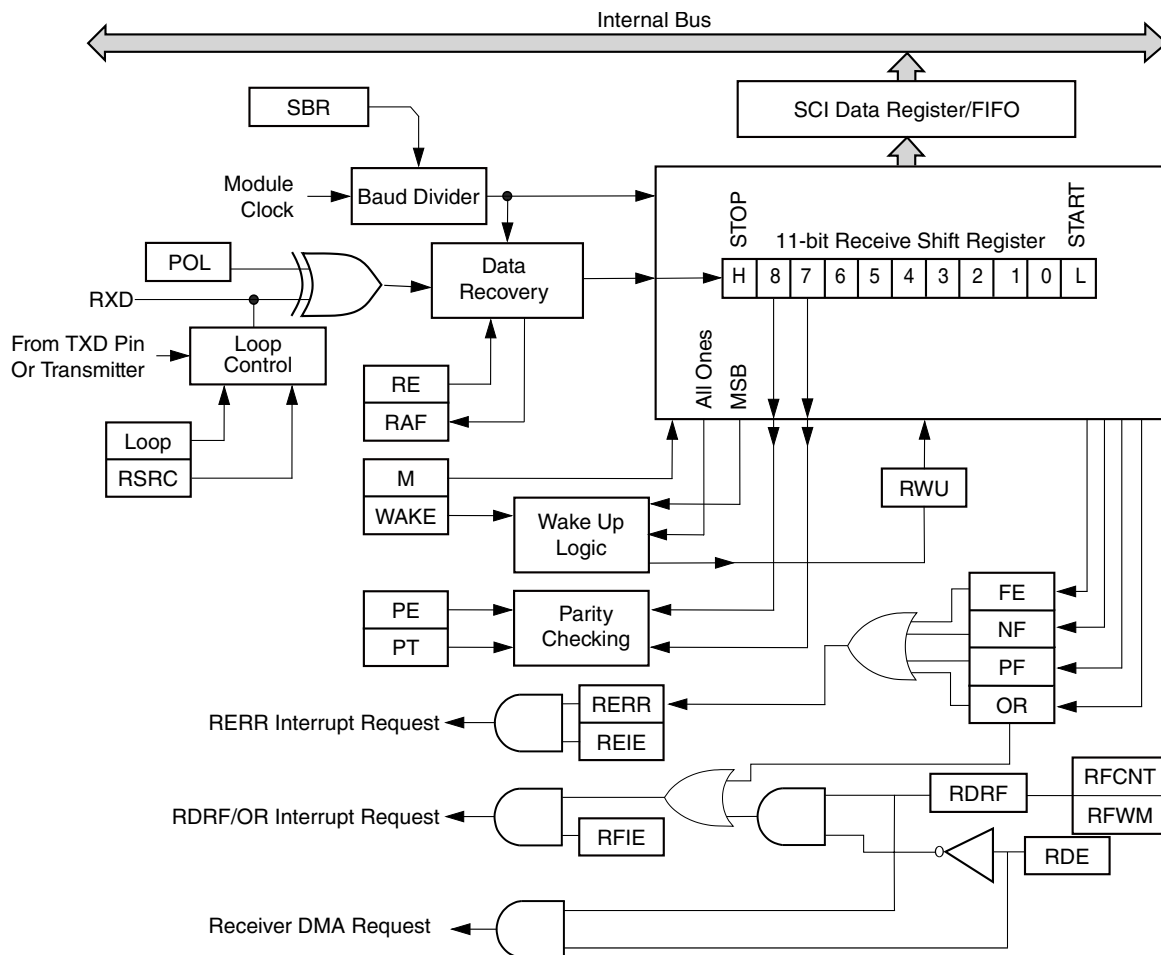 Internal Bus
SBR
SCI Data Register/FIFO
Module
Clock
Baud Divider
STOP
START
11-bit Receive Shift Register
H 8 7 6 5 4 3 2 1 0 L
POL
RXD
Data
Recovery
From TXD Pin
Or Transmitter
Loop
Control
All Ones
MSB
RE
RAF
Loop
RSRC
M
WAKE
Wake Up
Logic
RWU
PE
PT
Parity
Checking
FE
NF
PF
OR
RERR Interrupt Request
RERR
REIE
RDRF/OR Interrupt Request
RFIE
RDRF
RFCNT
RFWM
RDE
Receiver DMA Request